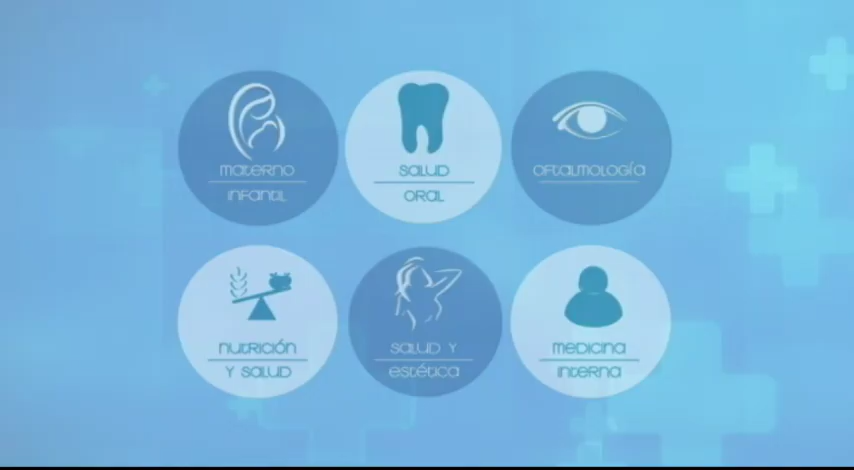 materno
infantil
SALUD
ORAL
oftalmología
nutrición
Y SALUD
SALUD Y
estética
medicina
interna